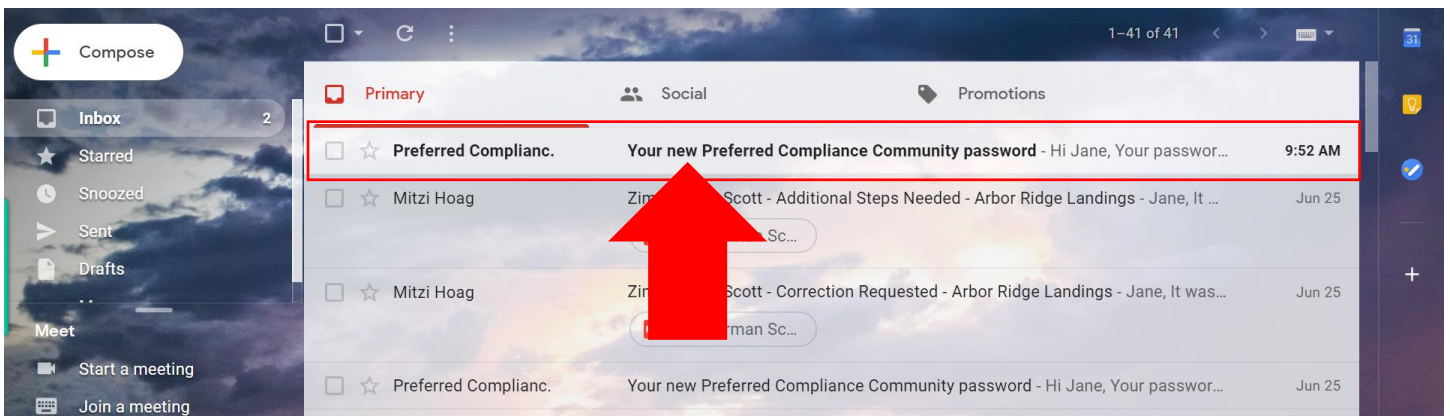 Compose
1–41 of 41
31
Primary
Social
Promotions
Inbox 2
Preferred Complianc. Your new Preferred Compliance Community password - Hi Jane, Your passwor... 9:52 AM
Starred
Snoozed
Mitzi Hoag Scott - Additional Steps Needed - Arbor Ridge Landings - Jane, It ... Jun 25
Sent
Sc...
Drafts
Mitzi Hoag Scott - Correction Requested - Arbor Ridge Landings - Jane, It was... Jun 25
Meet
Sc...
Start a meeting
Preferred Complianc. Your new Preferred Compliance Community password - Hi Jane, Your passwor... Jun 25
Join a meeting